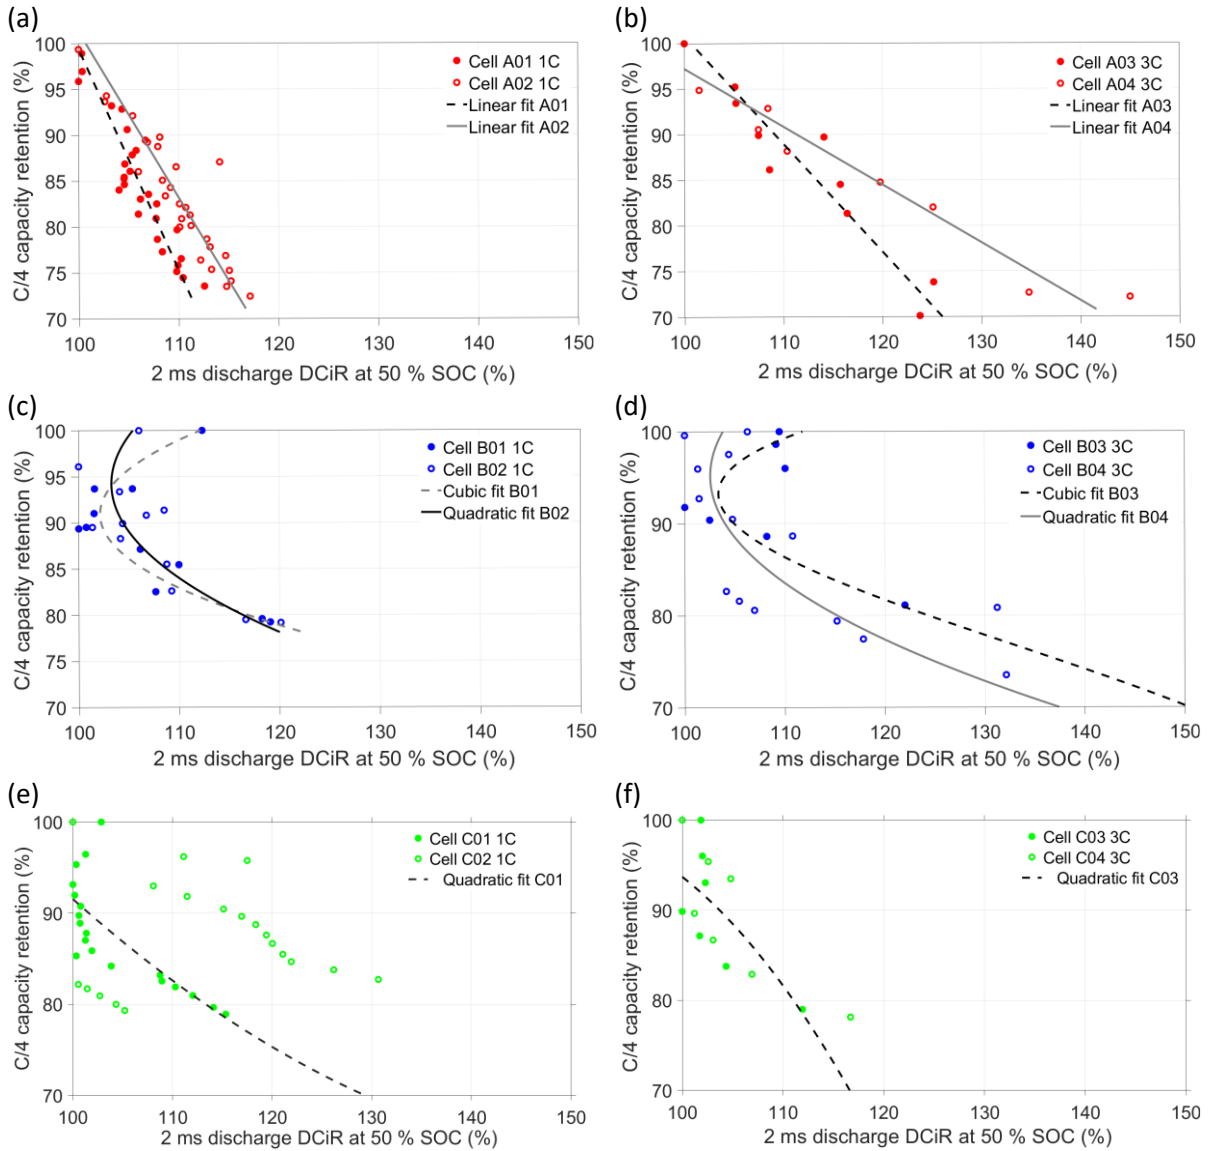 (a)
100
95
90
85
80
75
70
C/4 capacity retention (%)
Cell A01 1C
Cell A02 1C
Linear fit A01
Linear fit A02
100 110 120 130 140 150
2 ms discharge DCiR at 50 % SOC (%)
(b)
100
95
90
85
80
75
70
C/4 capacity retention (%)
Cell A03 3C
Cell A04 3C
Linear fit A03
Linear fit A04
100 110 120 130 140 150
2 ms discharge DCiR at 50 % SOC (%)
(c)
100
95
90
85
80
75
70
C/4 capacity retention (%)
Cell B01 1C
Cell B02 1C
Cubic fit B01
Quadratic fit B02
100 110 120 130 140 150
2 ms discharge DCiR at 50 % SOC (%)
(d)
100
90
80
70
C/4 capacity retention (%)
Cell B03 3C
Cell B04 3C
Cubic fit B03
Quadratic fit B04
100 110 120 130 140 150
2 ms discharge DCiR at 50 % SOC (%)
(e)
100
90
80
70
C/4 capacity retention (%)
Cell C01 1C
Cell C02 1C
Quadratic fit C01
100 110 120 130 140 150
2 ms discharge DCiR at 50 % SOC (%)
(f)
100
90
80
70
C/4 capacity retention (%)
Cell C03 3C
Cell C04 3C
Quadratic fit C03
100 110 120 130 140 150
2 ms discharge DCiR at 50 % SOC (%)